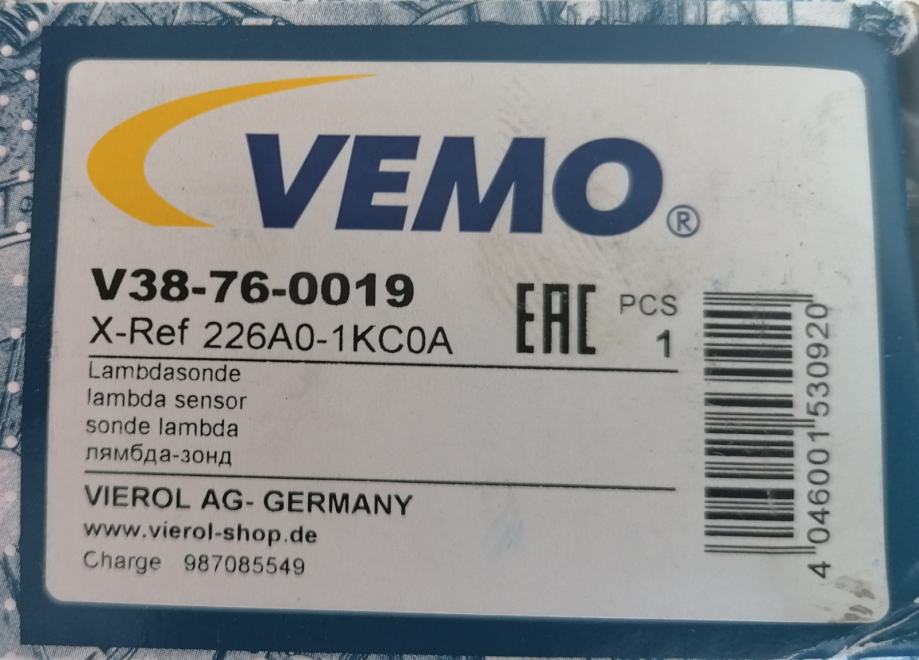 VEMO®
V38-76-0019
X-Ref 226A0-1KC0A
EAC
PCS
1
Lambdasonde
lambda sensor
sonde lambda
лямбда-зонд
VIEROL AG- GERMANY
www.vierol-shop.de
Charge 987085549
4 046001 530920